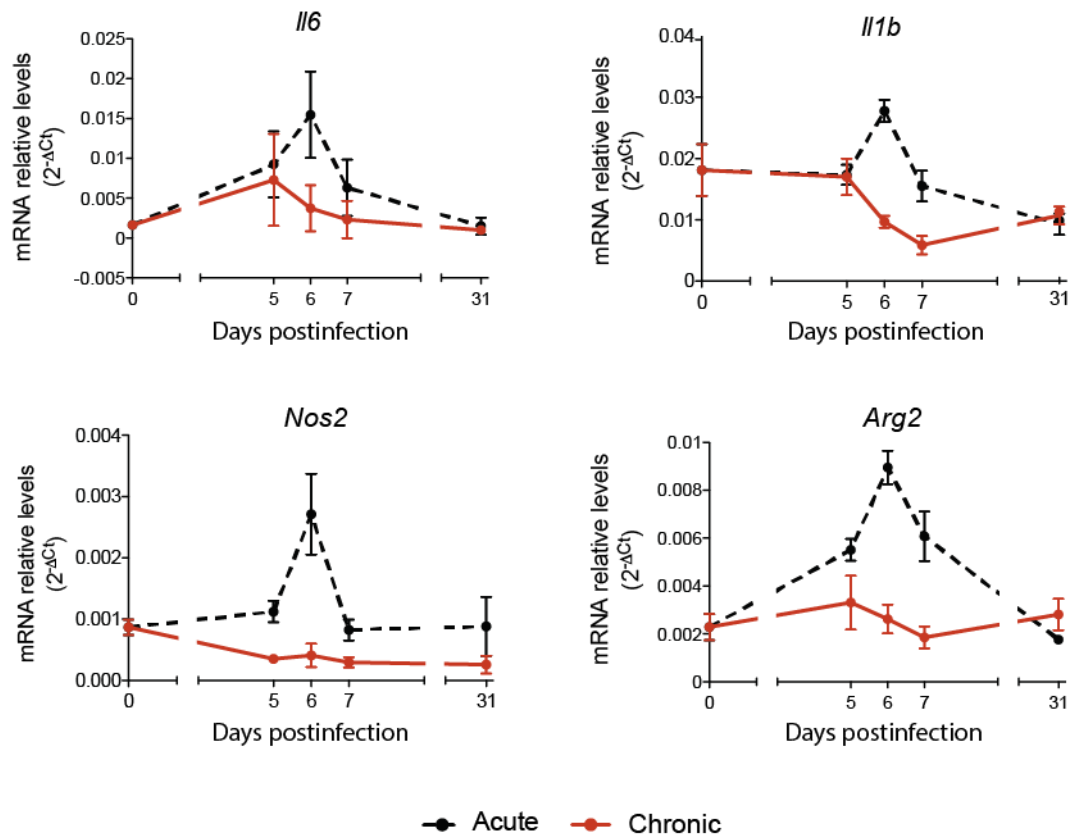 Il6
mRNA relative levels
(2-ΔCt)
0.025
0.02
0.015
0.010
0.005
0
-0.005
0
5
6
7
31
Days postinfection
Il1b
mRNA relative levels
(2-ΔCt)
0.04
0.03
0.02
0.01
0
0
5
6
7
31
Days postinfection
Nos2
mRNA relative levels
(2-ΔCt)
0.004
0.003
0.002
0.001
0.000
0
5
6
7
31
Days postinfection
Arg2
mRNA relative levels
(2-ΔCt)
0.01
0.008
0.006
0.004
0.002
0
0
5
6
7
31
Days postinfection
Acute
Chronic